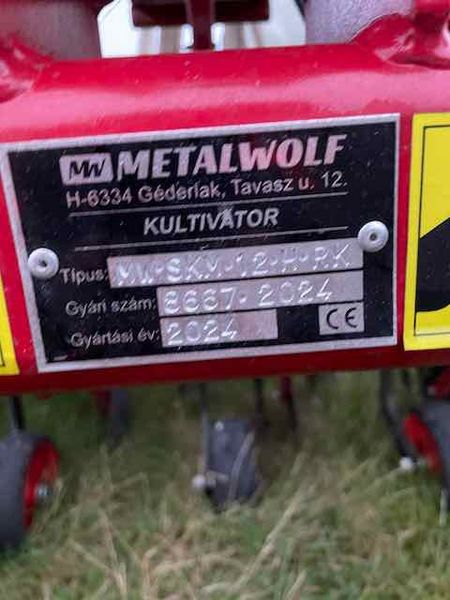 MW METALWOLF
H-6334 Géderlak, Tavasz u. 12.
KULTIVÁTOR
Típus: MW-SKM-12-H-RK
Gyári szám: 8667-2024
Gyártási év: 2024
CE